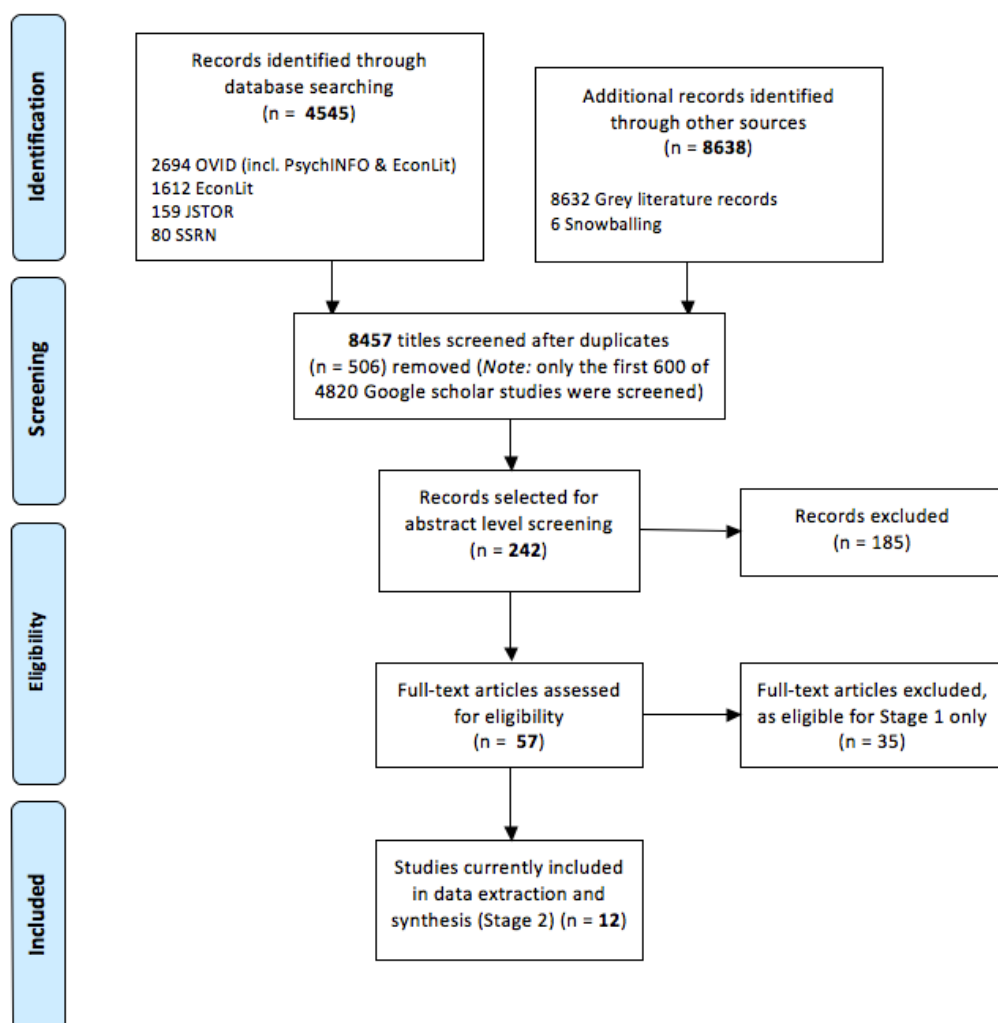 Identification
Records identified through
database searching
(n = 4545)
2694 OVID (incl. PsychINFO & EconLit)
1612 EconLit
159 JSTOR
80 SSRN
Additional records identified
through other sources
(n = 8638)
8632 Grey literature records
6 Snowballing
Screening
8457 titles screened after duplicates
(n = 506) removed (Note: only the first 600 of
4820 Google scholar studies were screened)
Records selected for
abstract level screening
(n = 242)
Records excluded
(n = 185)
Eligibility
Full-text articles assessed
for eligibility
(n = 57)
Full-text articles excluded,
as eligible for Stage 1 only
(n = 35)
Included
Studies currently included
in data extraction and
synthesis (Stage 2) (n = 12)